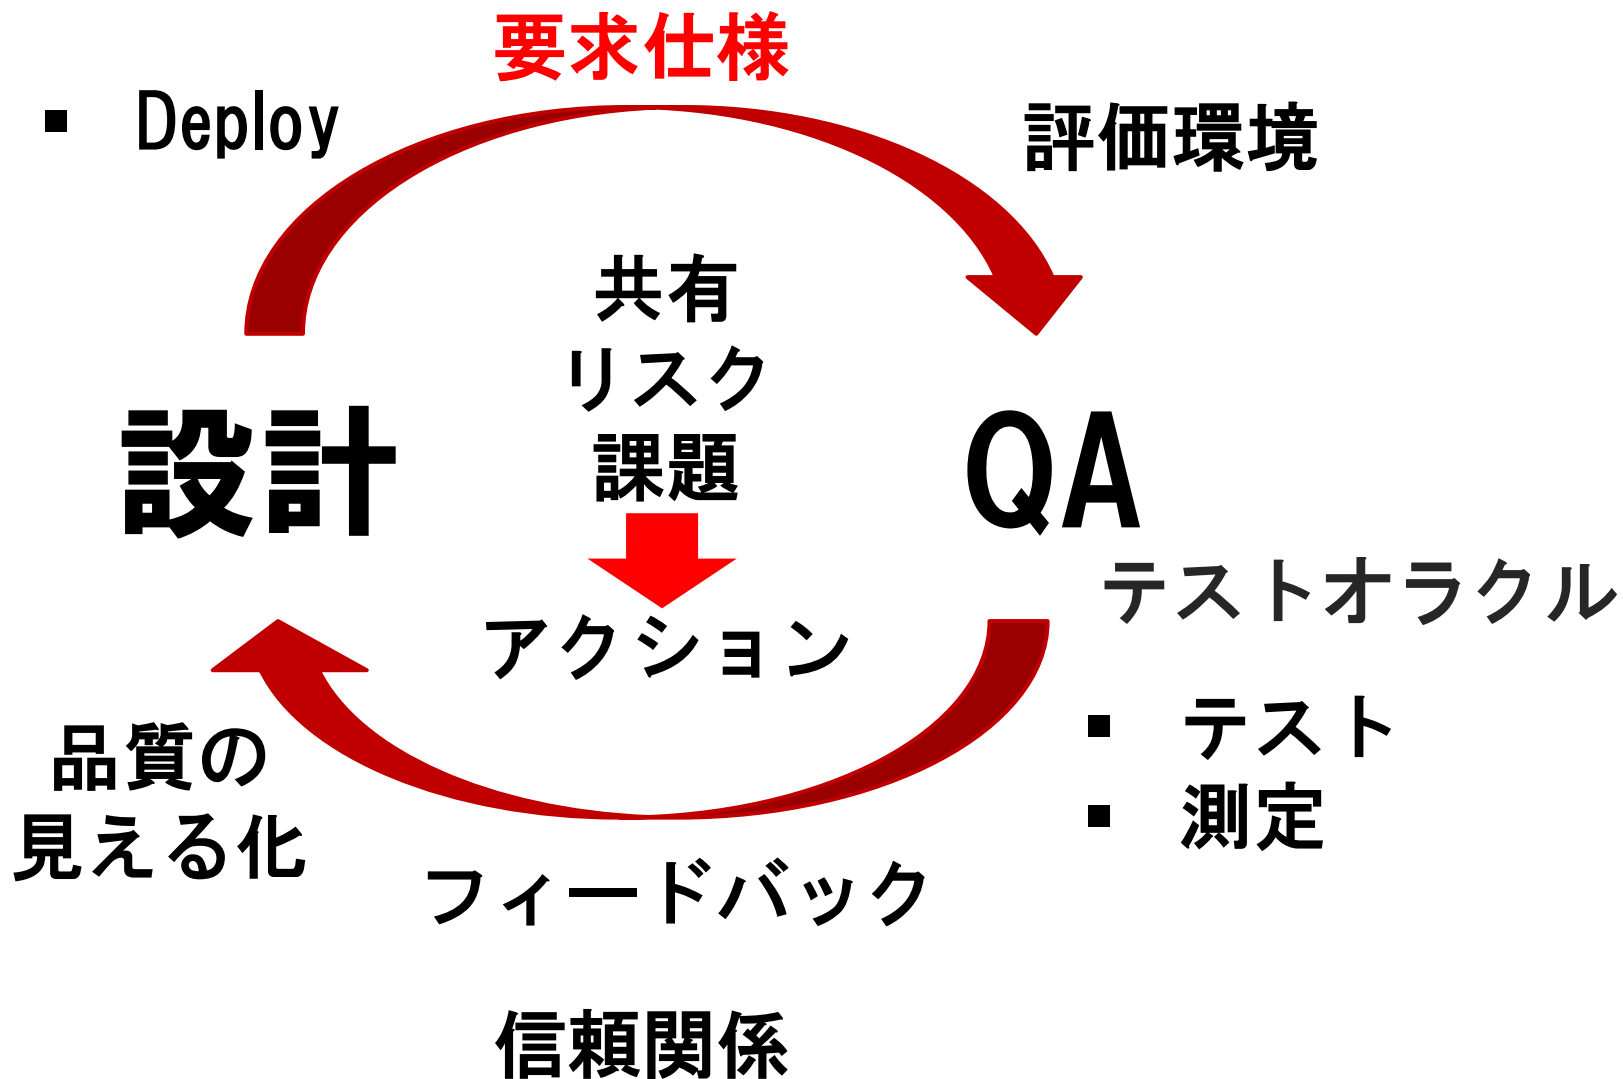 要求仕様
▪ Deploy
評価環境
共有
リスク
課題
設計
QA
テストオラクル
アクション
▪ テスト
▪ 測定
品質の
見える化
フィードバック
信頼関係